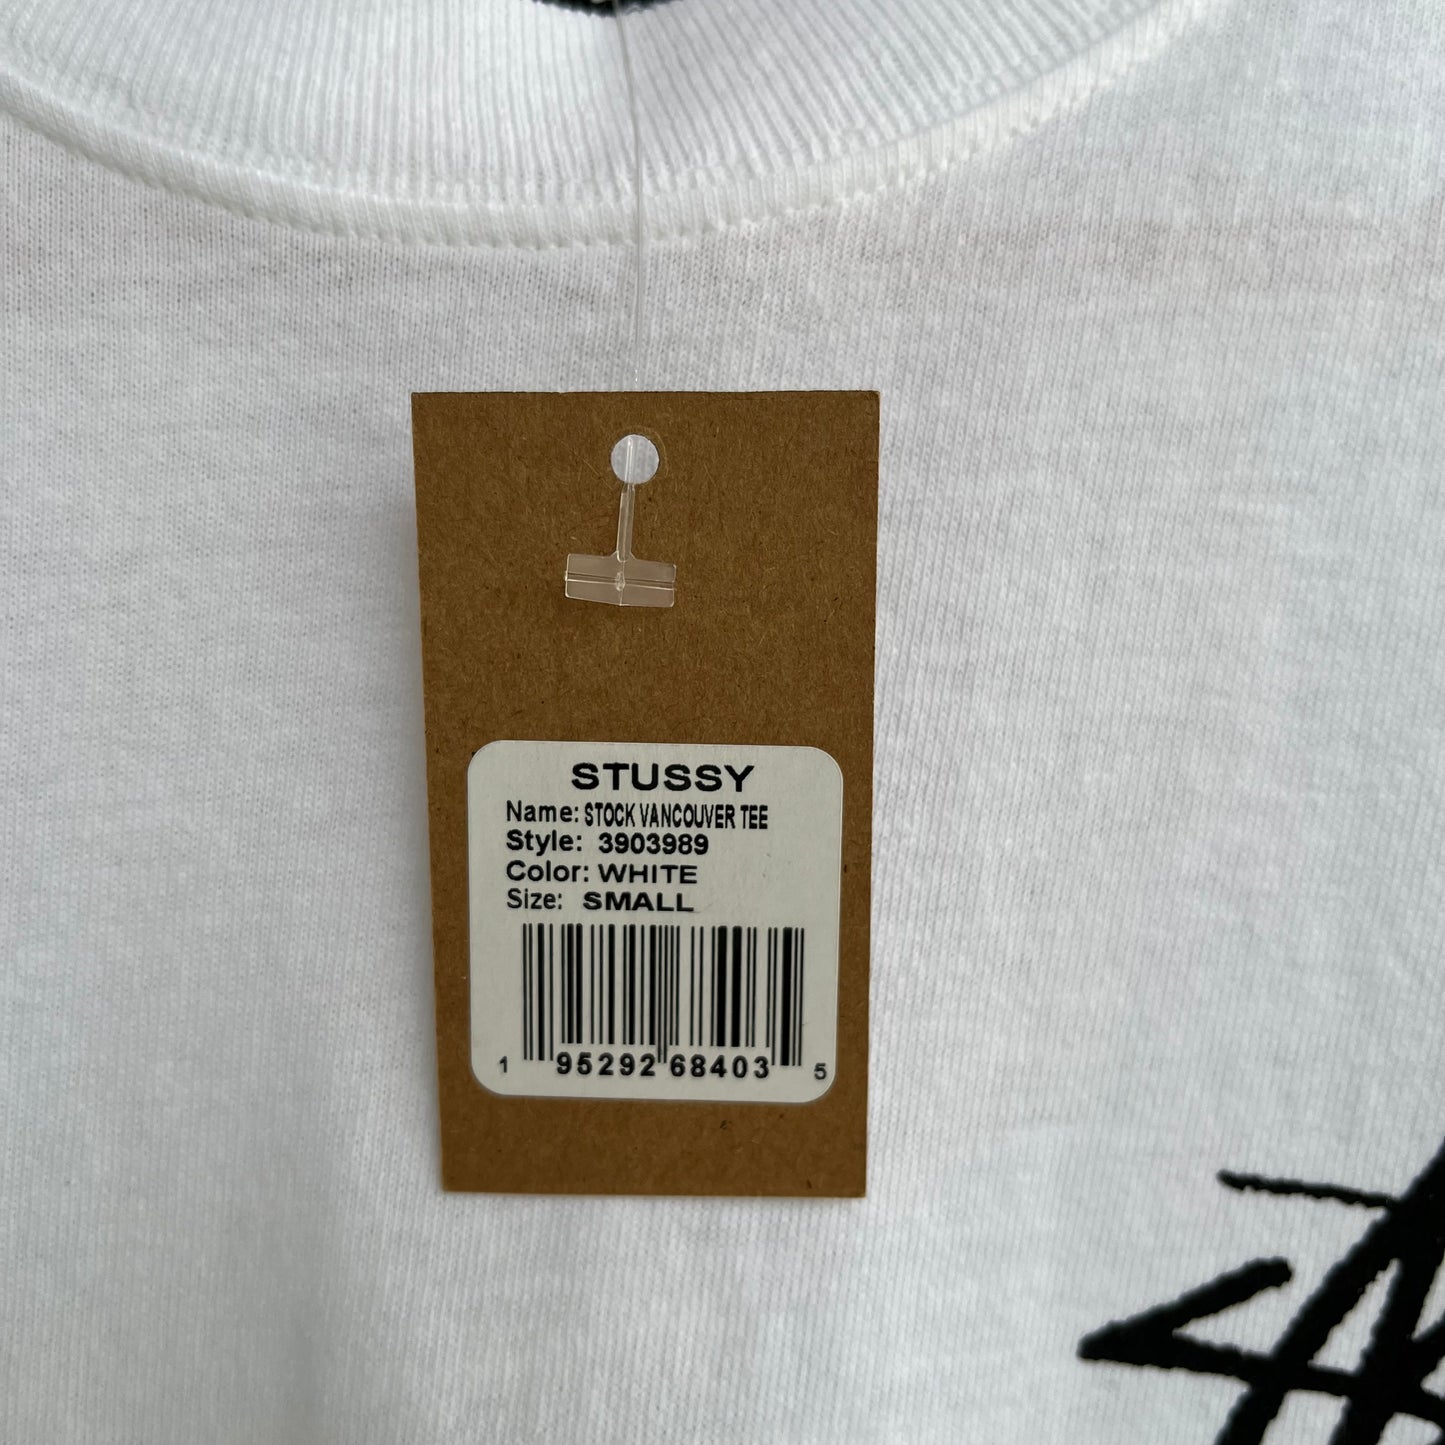 STUSSY
Name: STOCK VANCOUVER TEE
Style: 3903989
Color: WHITE
Size: SMALL
1 95292 68403 5